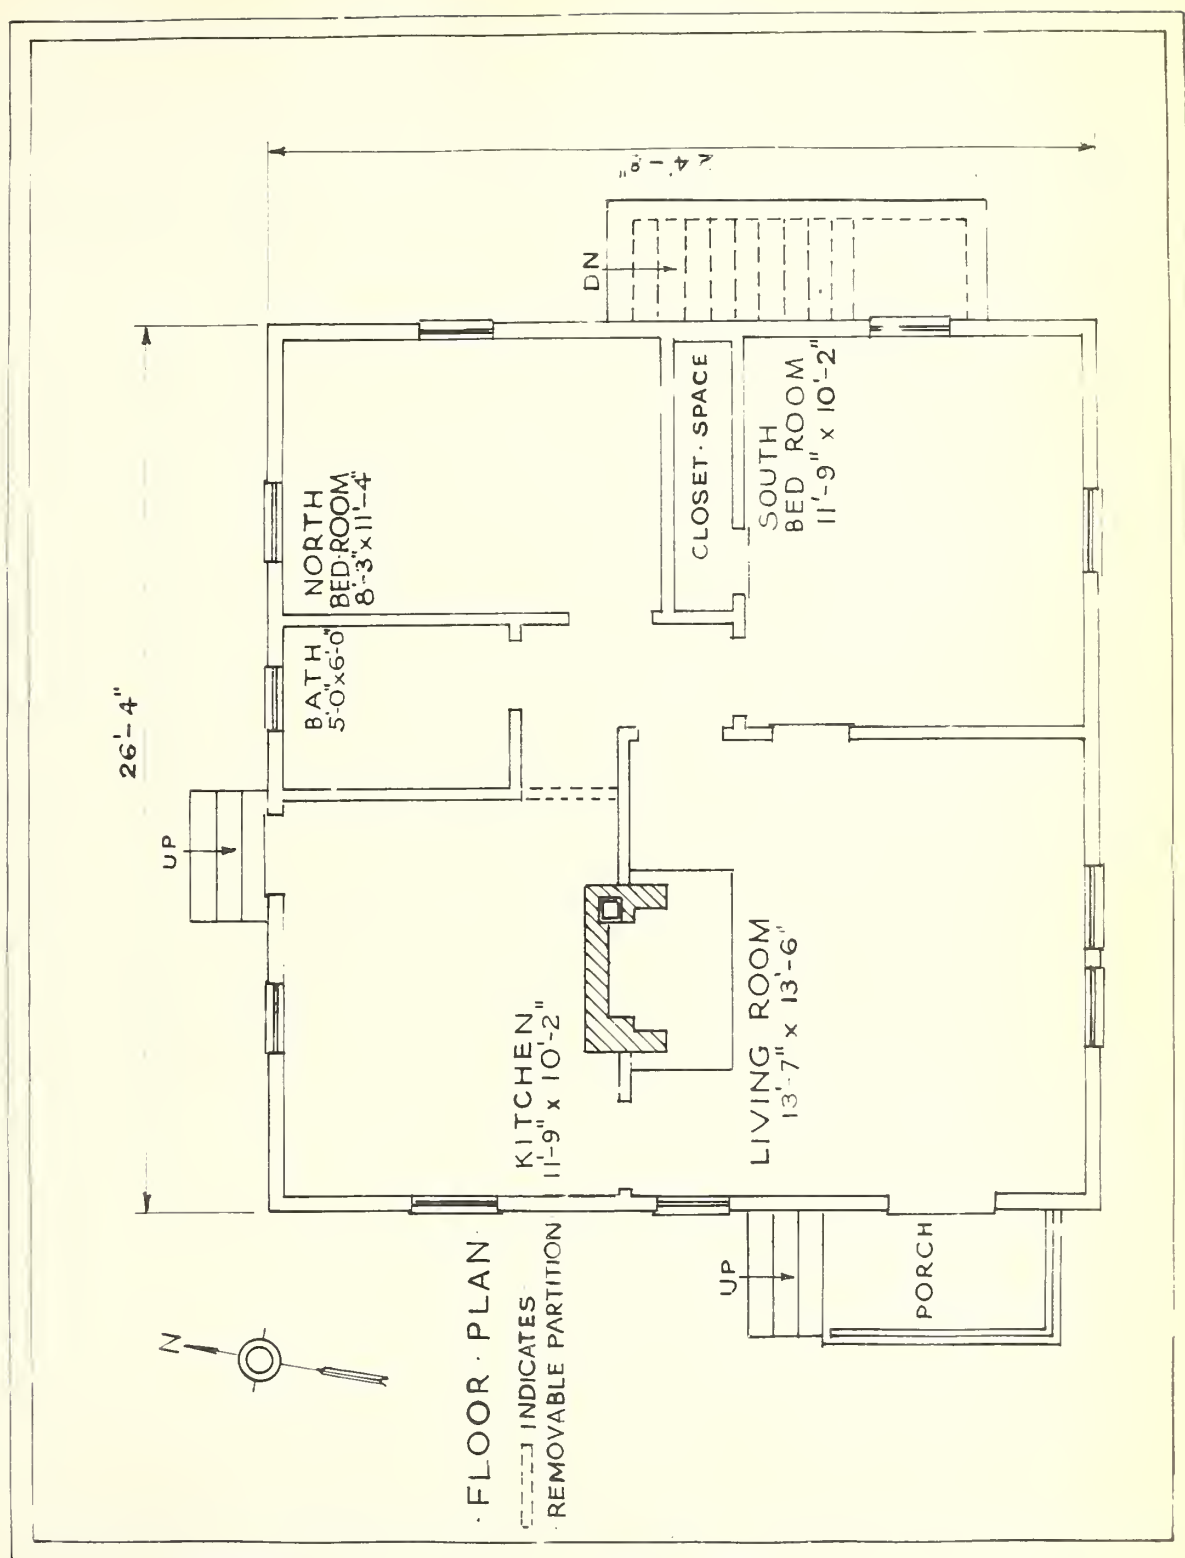 26'-4"
24'-8"
UP
DN
BATH
5'-0"x6'-0"
NORTH
BED·ROOM
8'-3"x11'-4"
CLOSET·SPACE
SOUTH
BED ROOM
11'-9" x 10'-2"
KITCHEN
11'-9" x 10'-2"
LIVING ROOM
13'-7" x 13'-6"
UP
PORCH
N
·FLOOR·PLAN·
INDICATES
REMOVABLE PARTITION